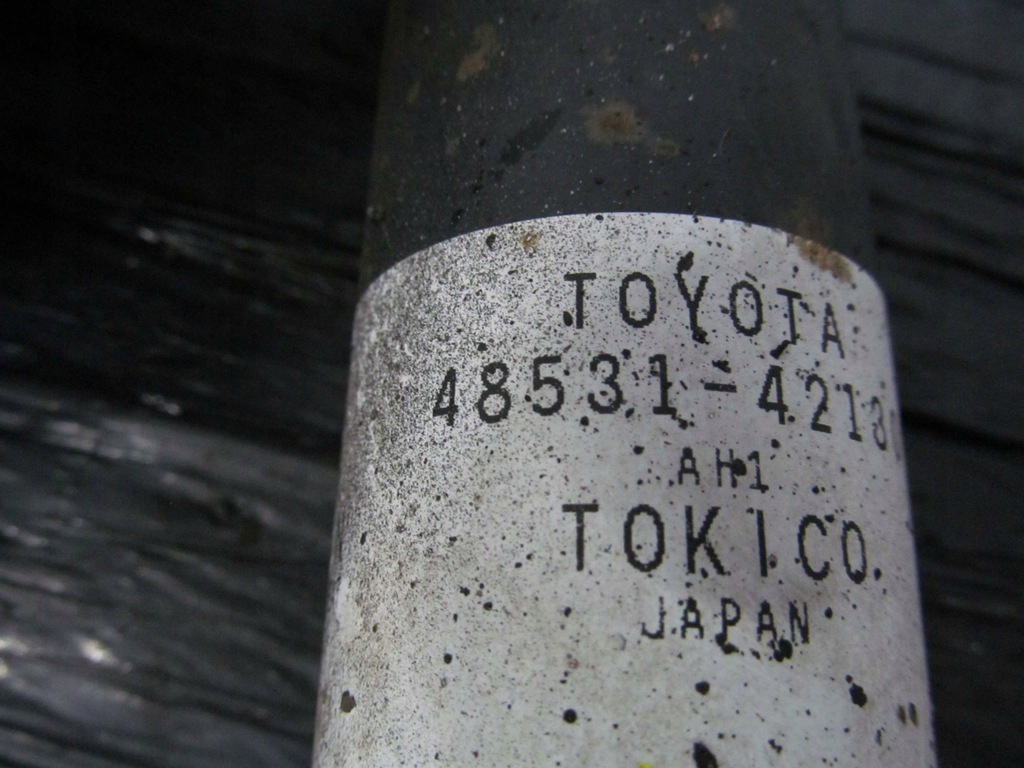 TOYOTA
48531-4213
AH1
TOKICO
JAPAN